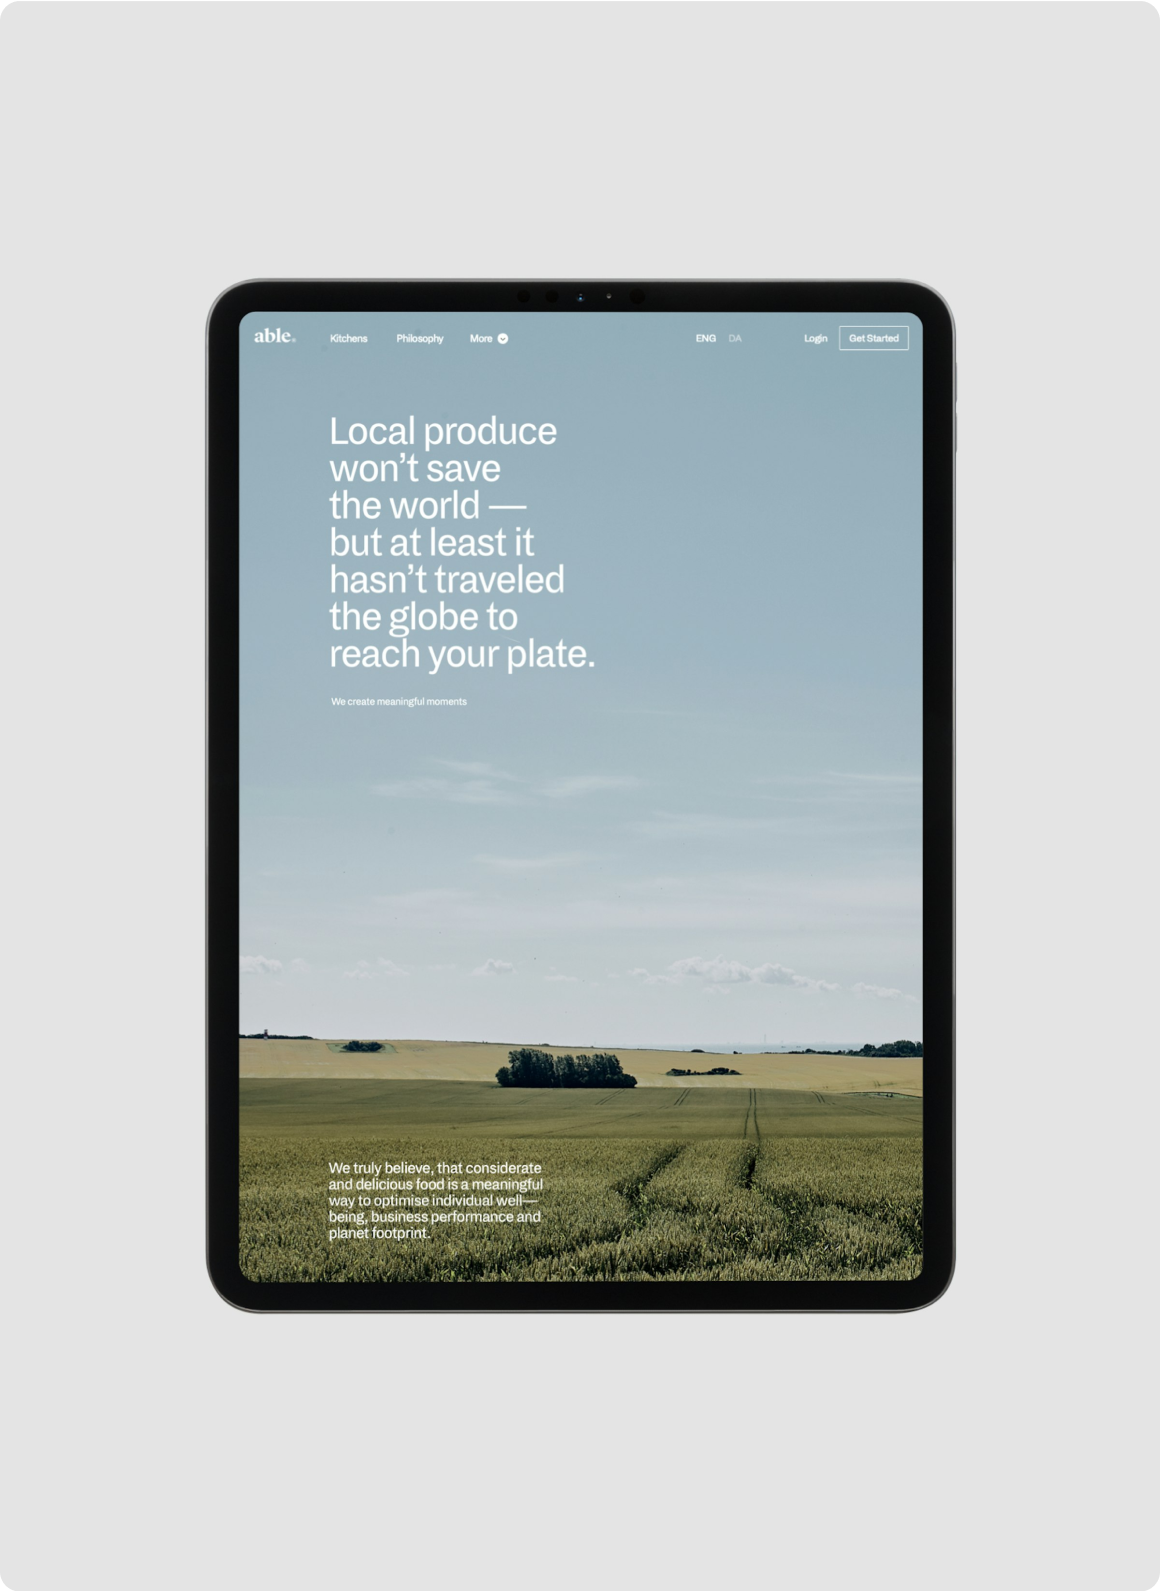 able.
Kitchens
Philosophy
More
ENG
DA
Login
Get Started
Local produce
won’t save
the world —
but at least it
hasn’t traveled
the globe to
reach your plate.
We create meaningful moments
We truly believe, that considerate
and delicious food is a meaningful
way to optimise individual well—
being, business performance and
planet footprint.